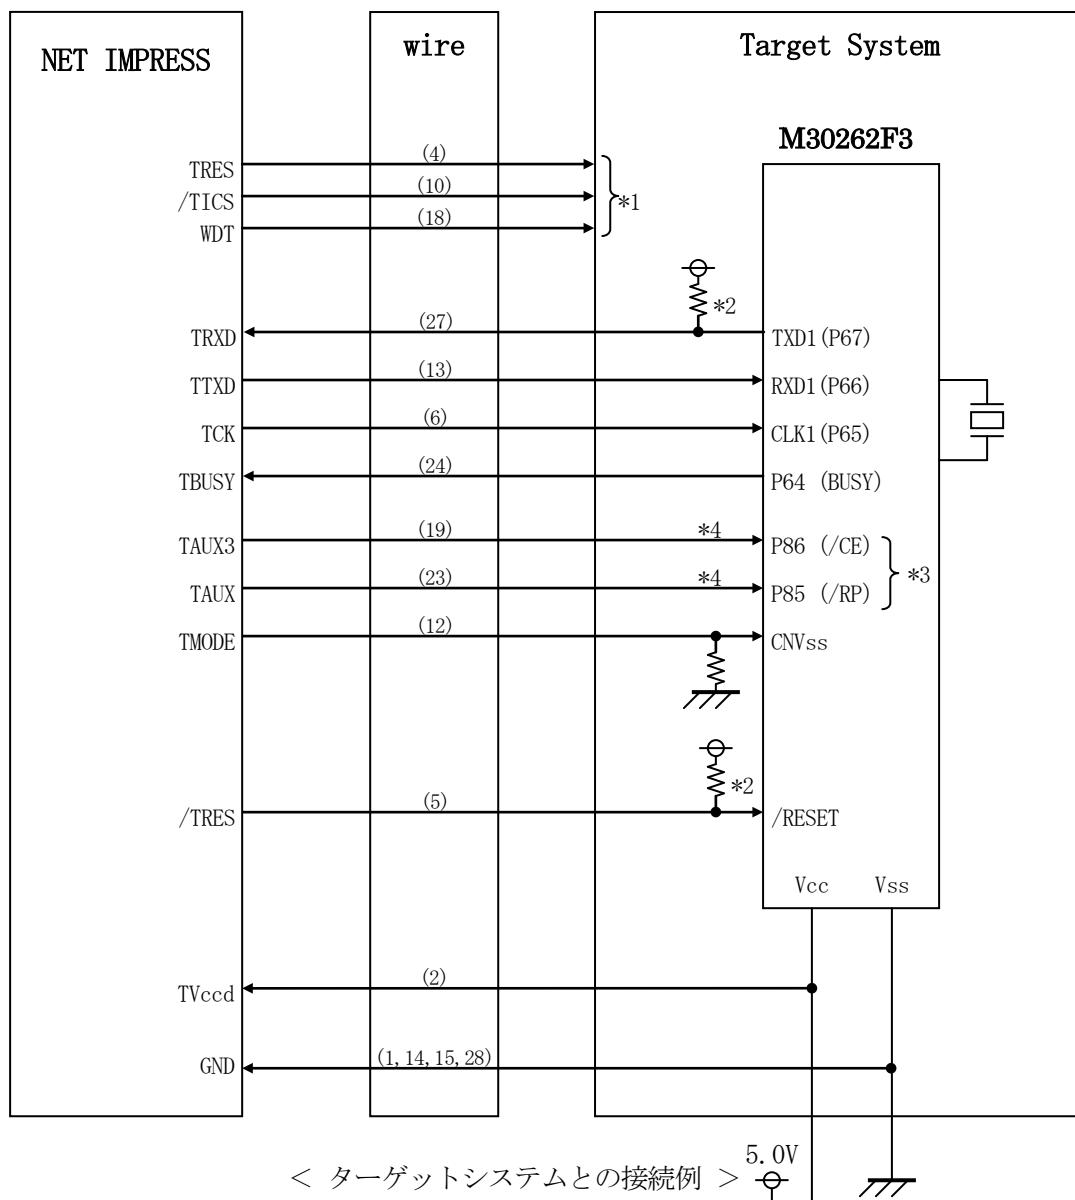 NET IMPRESS
wire
Target System
M30262F3
TRES
(4)
/TICS
(10)
*1
WDT
(18)
*2
TRXD
(27)
TXD1(P67)
TTXD
(13)
RXD1(P66)
TCK
(6)
CLK1(P65)
TBUSY
(24)
P64 (BUSY)
TAUX3
(19)
*4
P86 (/CE)
*3
TAUX
(23)
*4
P85 (/RP)
TMODE
(12)
CNVss
*2
/TRES
(5)
/RESET
Vcc
Vss
TVccd
(2)
GND
(1,14,15,28)
5.0V
< ターゲットシステムとの接続例 >